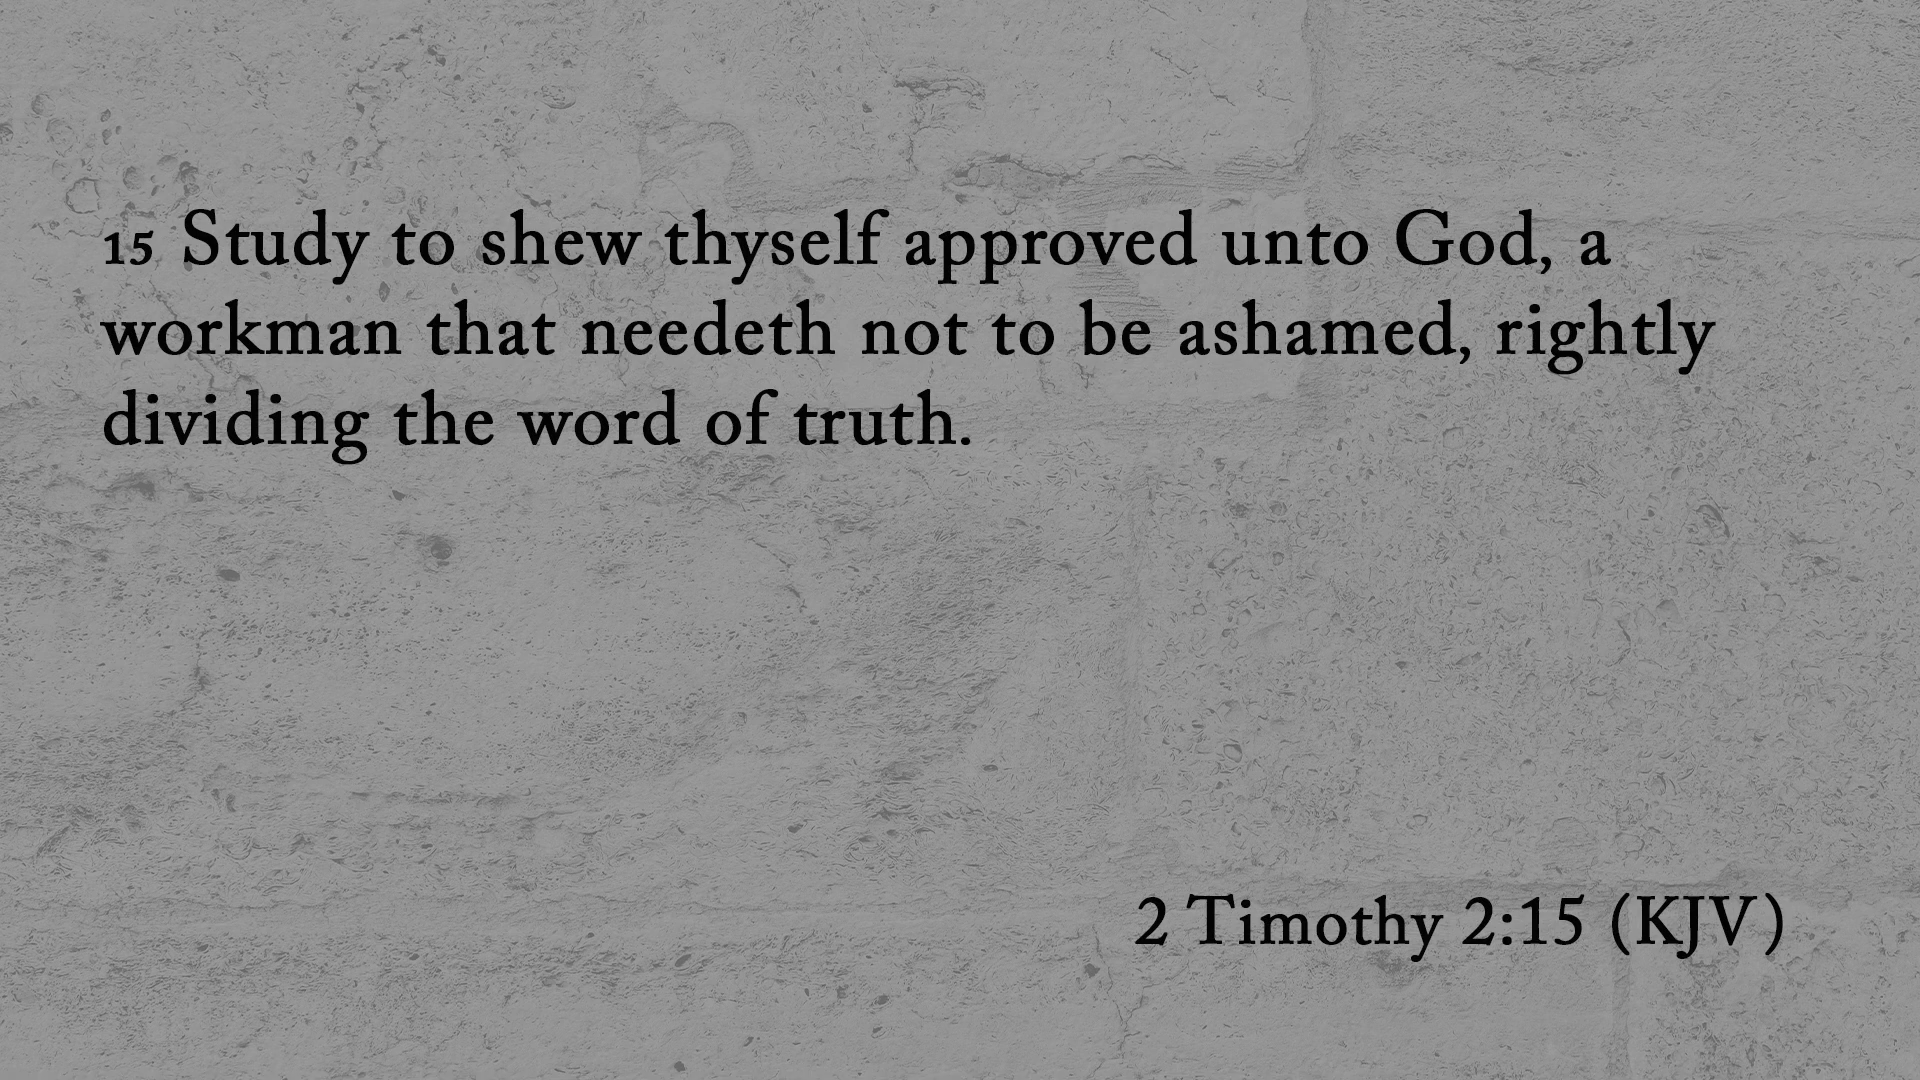 15 Study to shew thyself approved unto God, a
workman that needeth not to be ashamed, rightly
dividing the word of truth.
2 Timothy 2:15 (KJV)